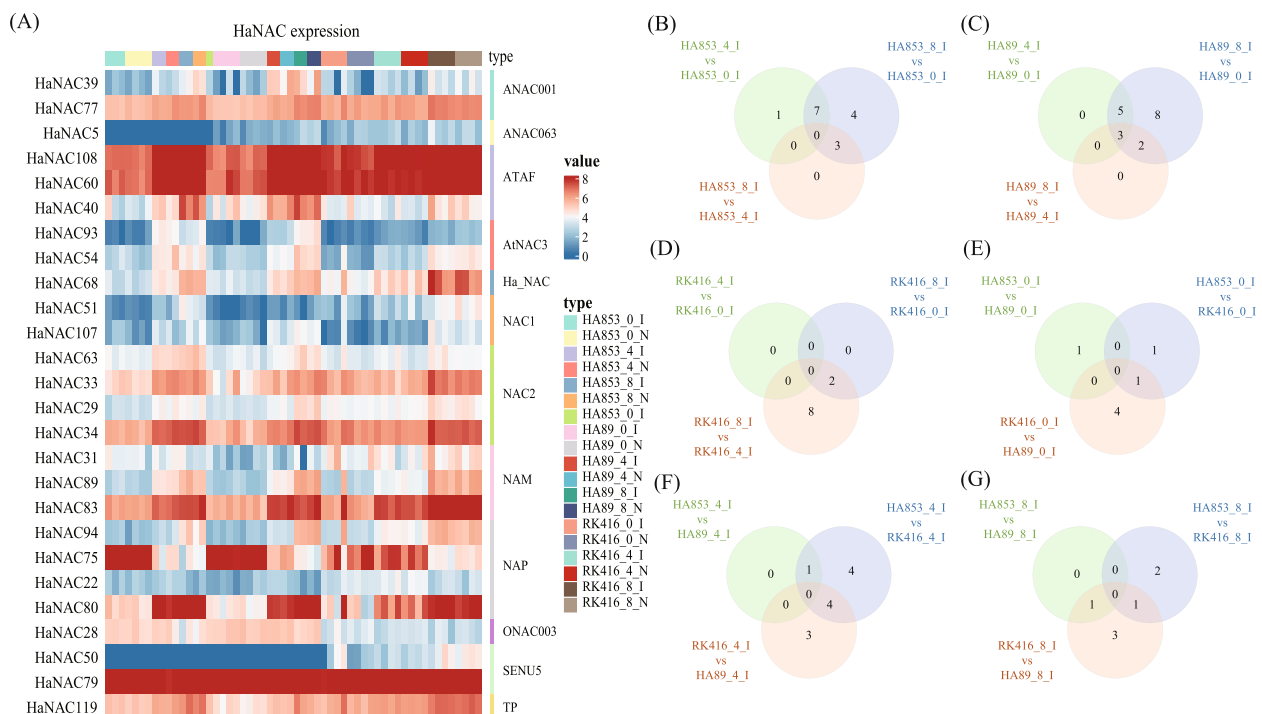 (A)
HaNAC expression
type
HaNAC39
HaNAC77
HaNAC5
HaNAC108
HaNAC60
HaNAC40
HaNAC93
HaNAC54
HaNAC68
HaNAC51
HaNAC107
HaNAC63
HaNAC33
HaNAC29
HaNAC34
HaNAC31
HaNAC89
HaNAC83
HaNAC94
HaNAC75
HaNAC22
HaNAC80
HaNAC28
HaNAC50
HaNAC79
HaNAC119
ANAC001
ANAC063
ATAF
AtNAC3
Ha_NAC
NAC1
NAC2
NAM
NAP
ONAC003
SENU5
TP
value
8
6
4
2
0
type
HA853_0_I
HA853_0_N
HA853_4_I
HA853_4_N
HA853_8_I
HA853_8_N
HA853_0_I
HA89_0_I
HA89_0_N
HA89_4_I
HA89_4_N
HA89_8_I
HA89_8_N
RK416_0_I
RK416_0_N
RK416_4_I
RK416_4_N
RK416_8_I
RK416_8_N
(B)
HA853_4_I
vs
HA853_0_I
HA853_8_I
vs
HA853_0_I
1
7
4
0
0
3
0
HA853_8_I
vs
HA853_4_I
(C)
HA89_4_I
vs
HA89_0_I
HA89_8_I
vs
HA89_0_I
0
5
8
3
0
2
0
HA89_8_I
vs
HA89_4_I
(D)
RK416_4_I
vs
RK416_0_I
RK416_8_I
vs
RK416_0_I
0
0
0
0
0
2
8
RK416_8_I
vs
RK416_4_I
(E)
HA853_0_I
vs
HA89_0_I
HA853_0_I
vs
RK416_0_I
1
0
1
0
0
1
4
RK416_0_I
vs
HA89_0_I
(F)
HA853_4_I
vs
HA89_4_I
HA853_4_I
vs
RK416_4_I
0
1
4
0
0
4
3
RK416_4_I
vs
HA89_4_I
(G)
HA853_8_I
vs
HA89_8_I
HA853_8_I
vs
RK416_8_I
0
0
2
0
1
1
3
RK416_8_I
vs
HA89_8_I